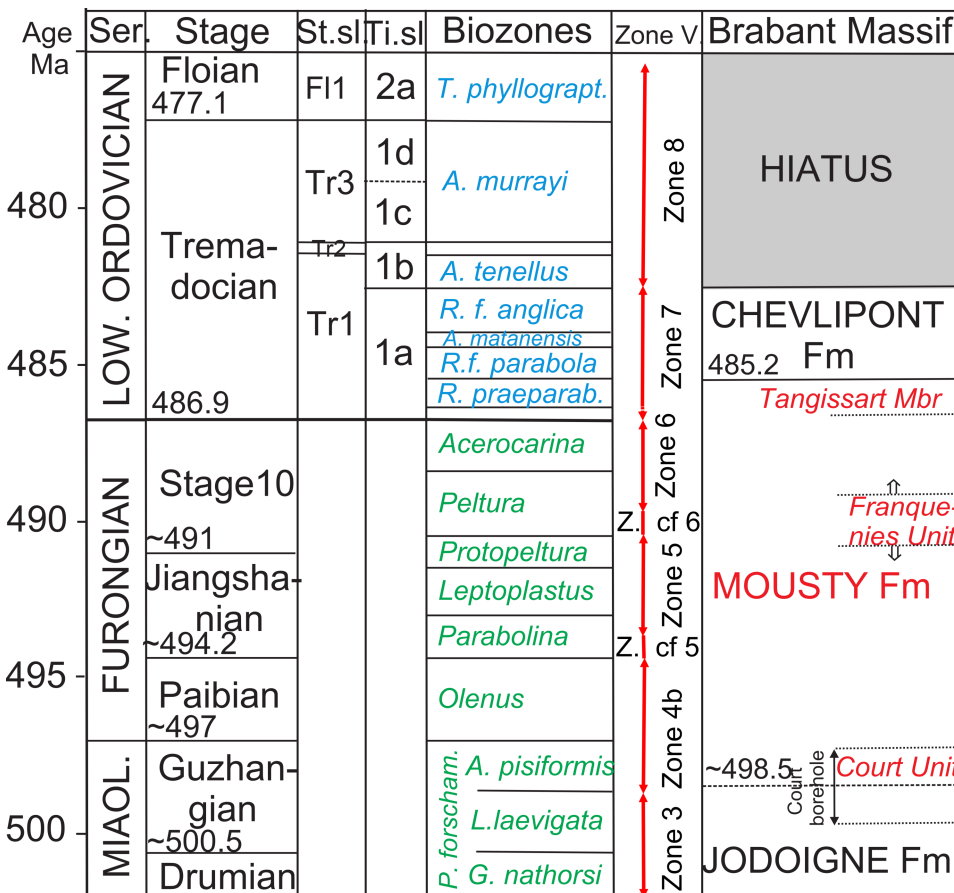 Age
Ma
Ser.
Stage
St.sl.
Ti.sl
Biozones
Zone V.
Brabant Massif
480
485
490
495
500
LOW. ORDOVICIAN
FURONGIAN
MIAOL.
Floian
477.1
Trema-
docian
486.9
Stage10
~491
Jiangsha-
nian
~494.2
Paibian
~497
Guzhan-
gian
~500.5
Drumian
Fl1
Tr3
Tr2
Tr1
2a
1d
1c
1b
1a
T. phyllograpt.
A. murrayi
A. tenellus
R. f. anglica
A. matanensis
R.f. parabola
R. praeparab.
Acerocarina
Peltura
Protopeltura
Leptoplastus
Parabolina
Olenus
P. forscham.
A. pisiformis
L.laevigata
G. nathorsi
Zone 8
Zone 7
Zone 6
Z. cf 6
Zone 5
Z. cf 5
Zone 4b
Zone 3
HIATUS
CHEVLIPONT
Fm
485.2
Tangissart Mbr
Franque-
nies Unit
MOUSTY Fm
~498.5
Court Unit
Court
borehole
JODOIGNE Fm